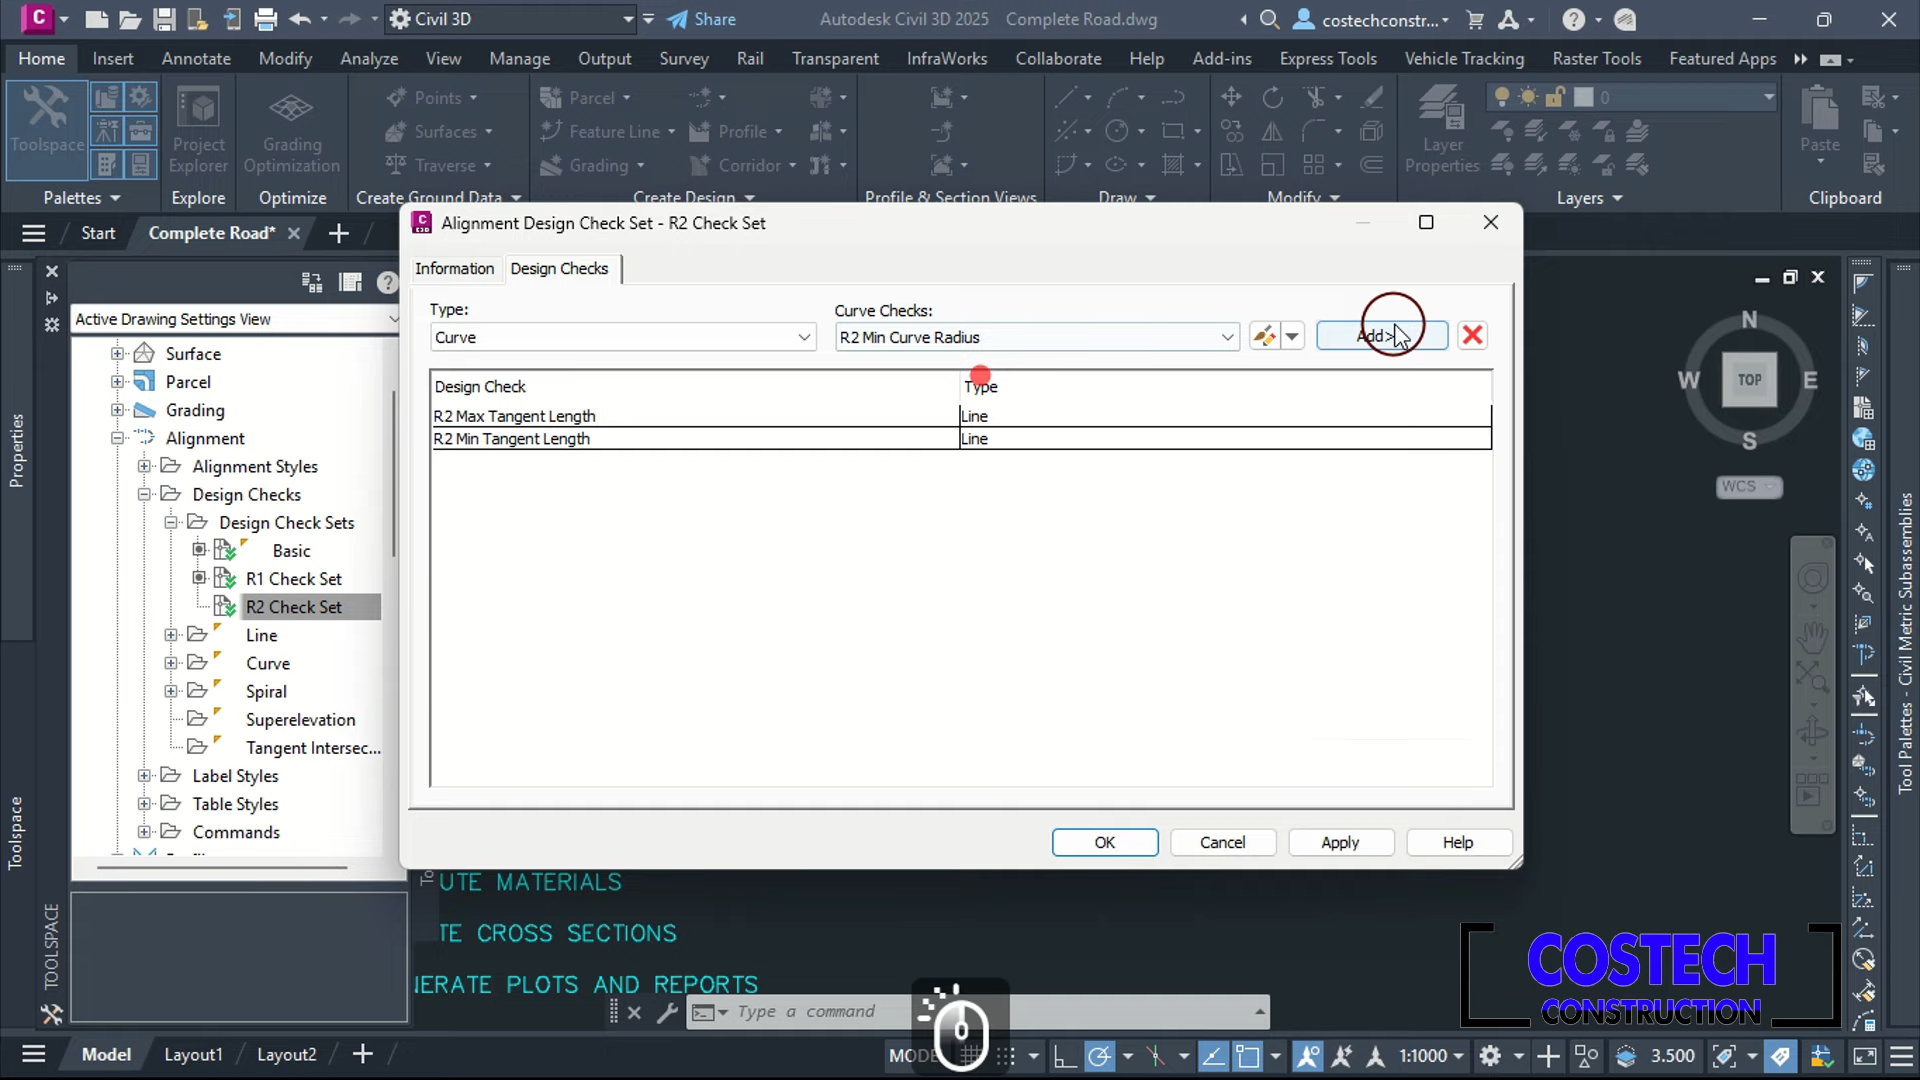 C
Civil 3D
Share
Autodesk Civil 3D 2025
Complete Road.dwg
costechconstr...
Home
Insert
Annotate
Modify
Analyze
View
Manage
Output
Survey
Rail
Transparent
InfraWorks
Collaborate
Help
Add-ins
Express Tools
Vehicle Tracking
Raster Tools
Featured Apps
Toolspace
Project
Explorer
Grading
Optimization
Points
Surfaces
Traverse
Parcel
Feature Line
Grading
Profile
Corridor
Layer
Properties
0
Paste
Palettes
Explore
Optimize
Create Ground Data
Create Design
Profile & Section Views
Draw
Modify
Layers
Clipboard
Start
Complete Road*
Alignment Design Check Set - R2 Check Set
Information
Design Checks
Type:
Curve
Curve Checks:
R2 Min Curve Radius
Add>>
Design Check
Type
R2 Max Tangent Length
Line
R2 Min Tangent Length
Line
OK
Cancel
Apply
Help
Active Drawing Settings View
Surface
Parcel
Grading
Alignment
Alignment Styles
Design Checks
Design Check Sets
Basic
R1 Check Set
R2 Check Set
Line
Curve
Spiral
Superelevation
Tangent Intersec...
Label Styles
Table Styles
Commands
Properties
Toolspace
TOOLSPACE
N
W
TOP
E
S
WCS
Tool Palettes - Civil Metric Subassemblies
UTE MATERIALS
TE CROSS SECTIONS
NERATE PLOTS AND REPORTS
COSTECH
CONSTRUCTION
Type a command
Model
Layout1
Layout2
MODE
1:1000
3.500